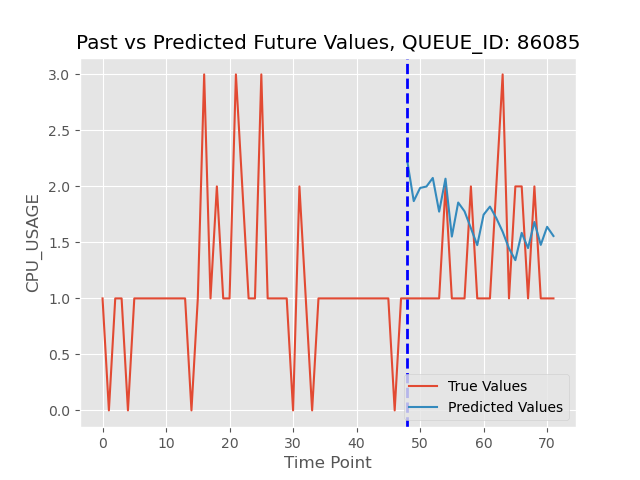 Past vs Predicted Future Values, QUEUE_ID: 86085
CPU_USAGE
3.0
2.5
2.0
1.5
1.0
0.5
0.0
0 10 20 30 40 50 60 70
Time Point
True Values
Predicted Values